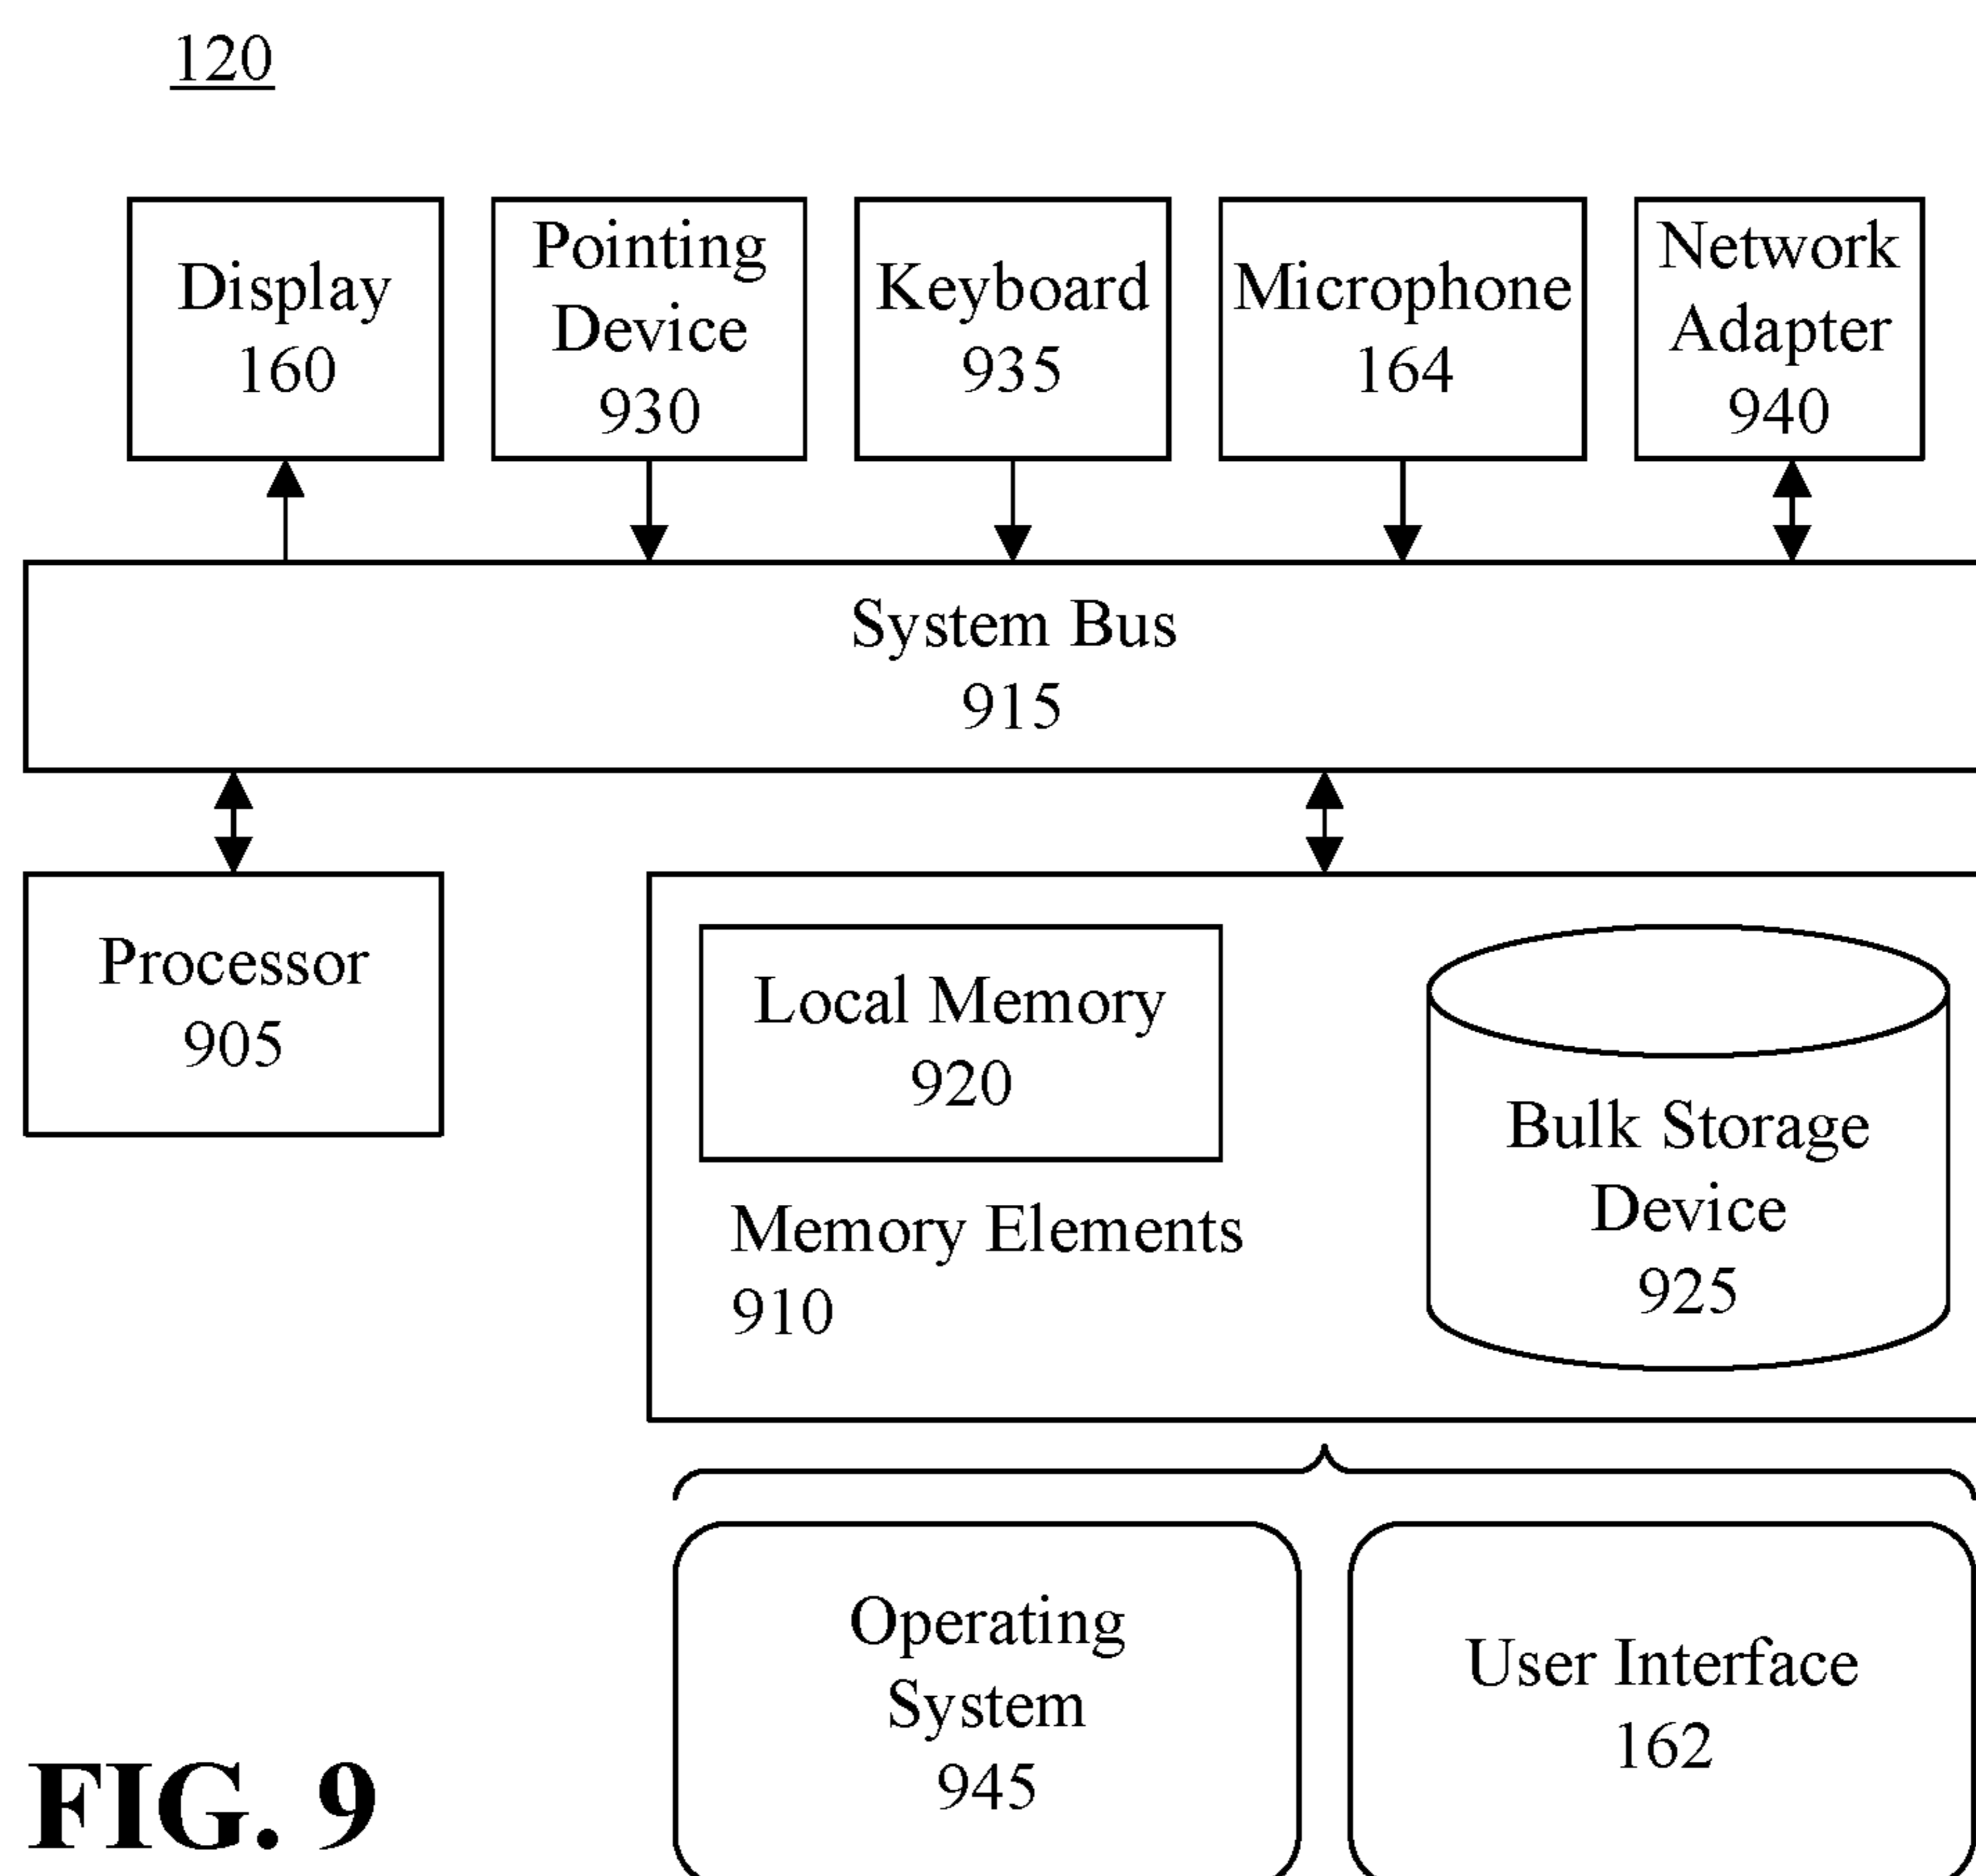 120
Display
160
Pointing
Device
930
Keyboard
935
Microphone
164
Network
Adapter
940
System Bus
915
Processor
905
Local Memory
920
Memory Elements
910
Bulk Storage
Device
925
Operating
System
945
User Interface
162
FIG. 9